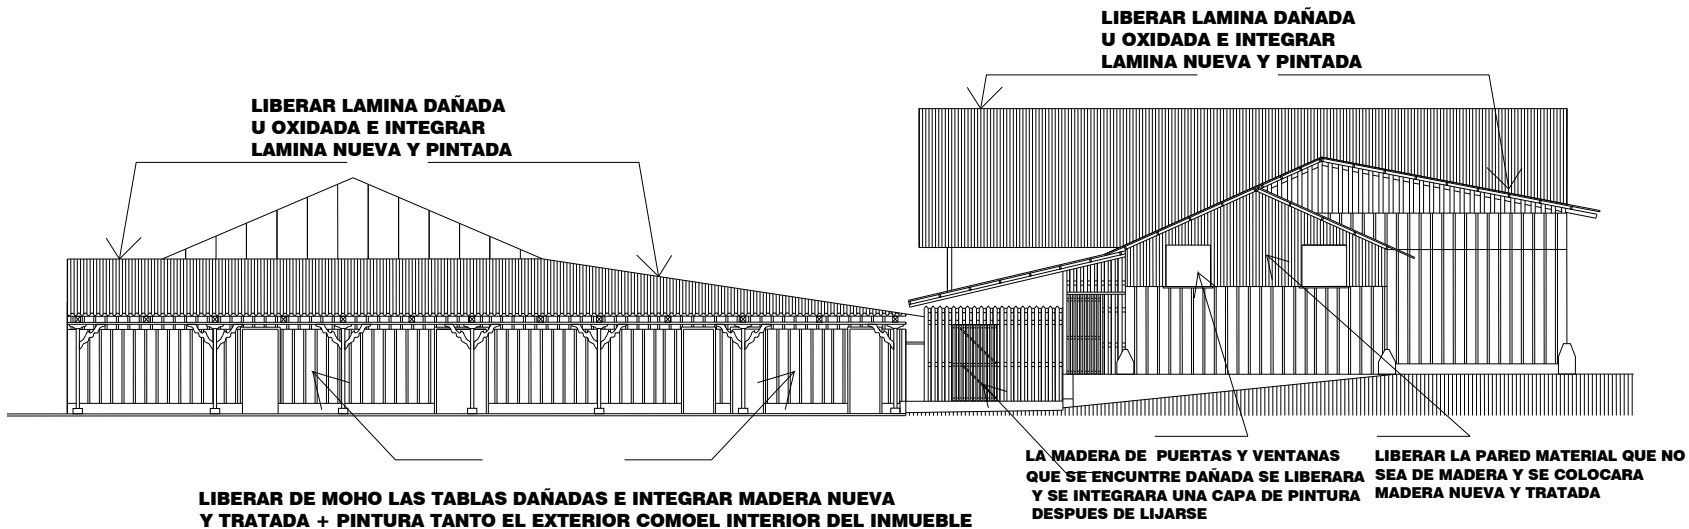 LIBERAR LAMINA DAÑADA
U OXIDADA E INTEGRAR
LAMINA NUEVA Y PINTADA
LIBERAR LAMINA DAÑADA
U OXIDADA E INTEGRAR
LAMINA NUEVA Y PINTADA
LIBERAR DE MOHO LAS TABLAS DAÑADAS E INTEGRAR MADERA NUEVA
Y TRATADA + PINTURA TANTO EL EXTERIOR COMOEL INTERIOR DEL INMUEBLE
LA MADERA DE PUERTAS Y VENTANAS
QUE SE ENCUNTRE DAÑADA SE LIBERARA
Y SE INTEGRARA UNA CAPA DE PINTURA
DESPUES DE LIJARSE
LIBERAR LA PARED MATERIAL QUE NO
SEA DE MADERA Y SE COLOCARA
MADERA NUEVA Y TRATADA